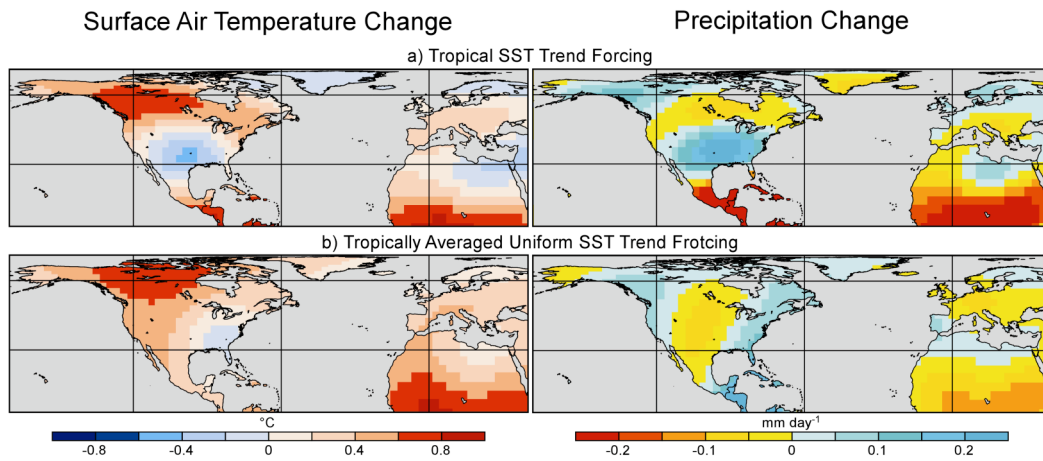 Surface Air Temperature Change
Precipitation Change
a) Tropical SST Trend Forcing
b) Tropically Averaged Uniform SST Trend Frotcing
°C
-0.8 -0.4 0 0.4 0.8
mm day-1
-0.2 -0.1 0 0.1 0.2